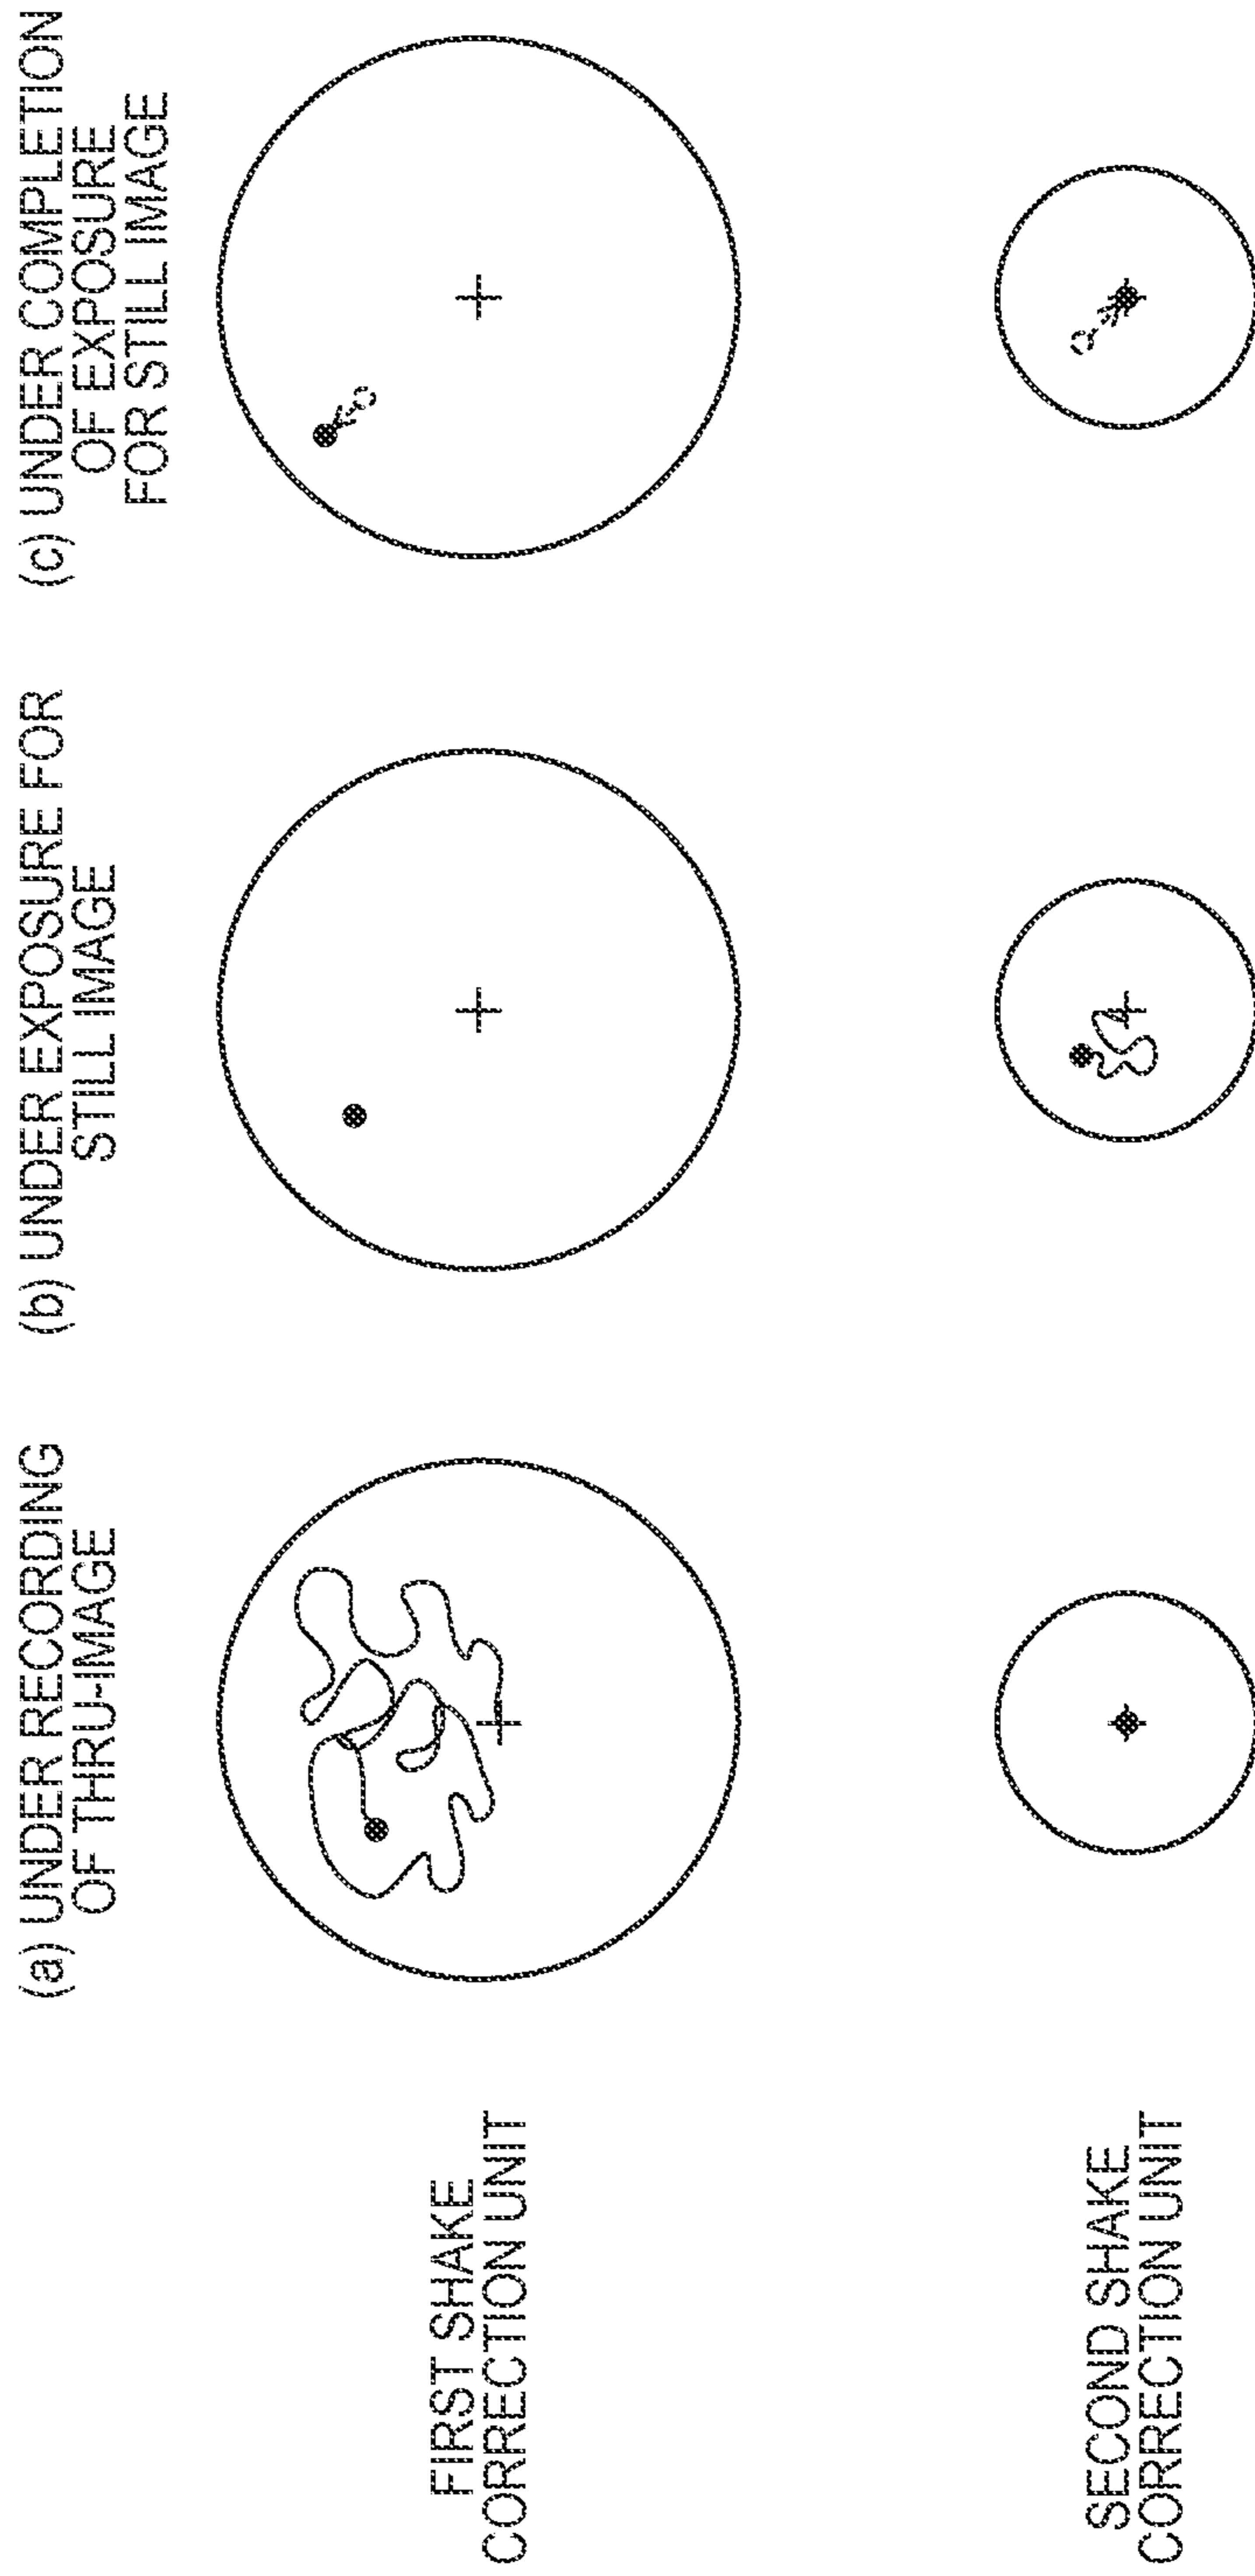 (a) UNDER RECORDING
OF THRU-IMAGE
(b) UNDER EXPOSURE FOR
STILL IMAGE
(c) UNDER COMPLETION
OF EXPOSURE
FOR STILL IMAGE
FIRST SHAKE
CORRECTION UNIT
SECOND SHAKE
CORRECTION UNIT